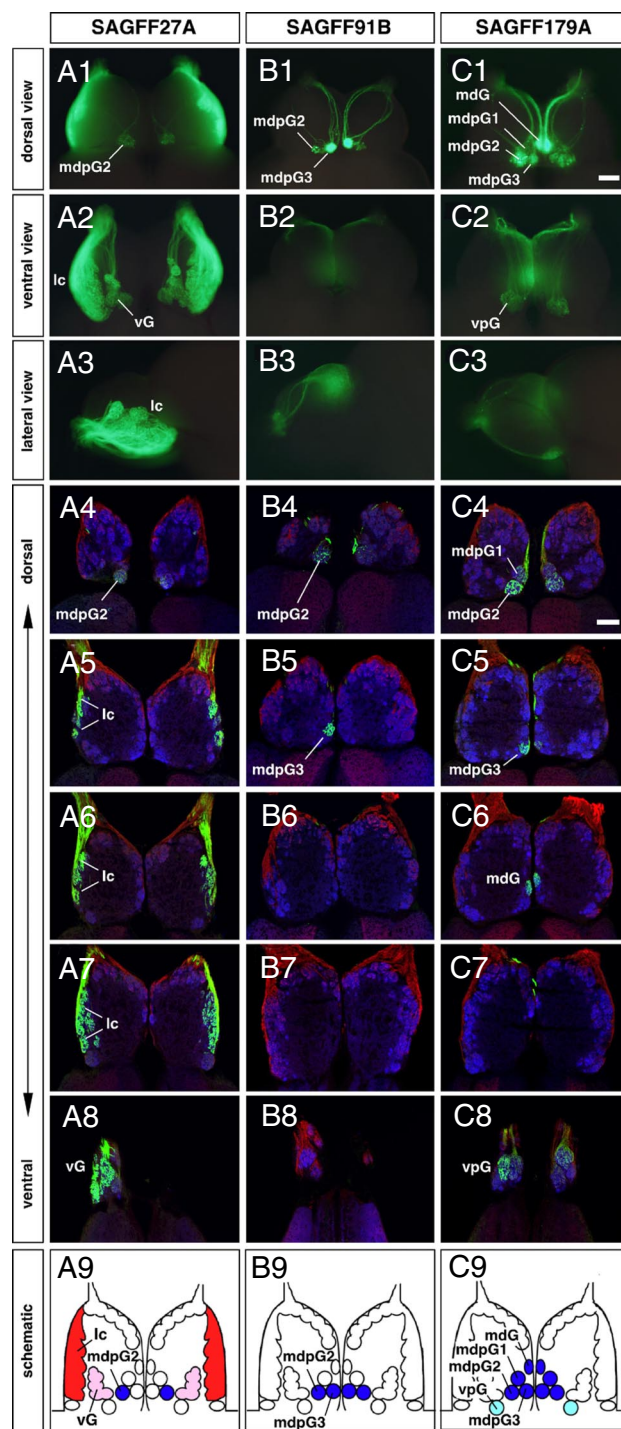 SAGFF27A SAGFF91B SAGFF179A
dorsal view
A1 B1 C1
mdpG2
mdpG2
mdpG3
mdG
mdpG1
mdpG2
mdpG3
ventral view
A2 B2 C2
lc
vG
vpG
lateral view
A3 B3 C3
lc
dorsal
A4 B4 C4
mdpG2
mdpG2
mdpG1
mdpG2
A5 B5 C5
lc
mdpG3
mdpG3
A6 B6 C6
lc
mdG
A7 B7 C7
lc
ventral
A8 B8 C8
vG
vpG
schematic
A9 B9 C9
lc
mdpG2
vG
mdpG2
mdpG3
mdG
mdpG1
mdpG2
vpG
mdpG3